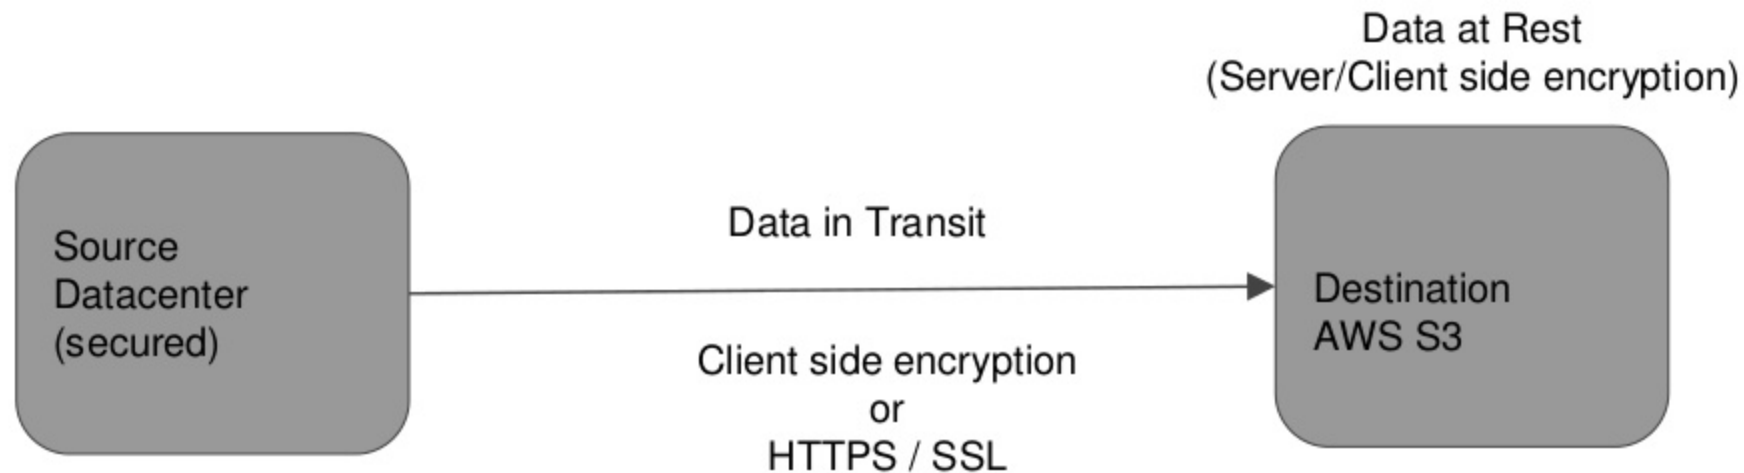 Data at Rest
(Server/Client side encryption)
Source
Datacenter
(secured)
Data in Transit
Client side encryption
or
HTTPS / SSL
Destination
AWS S3